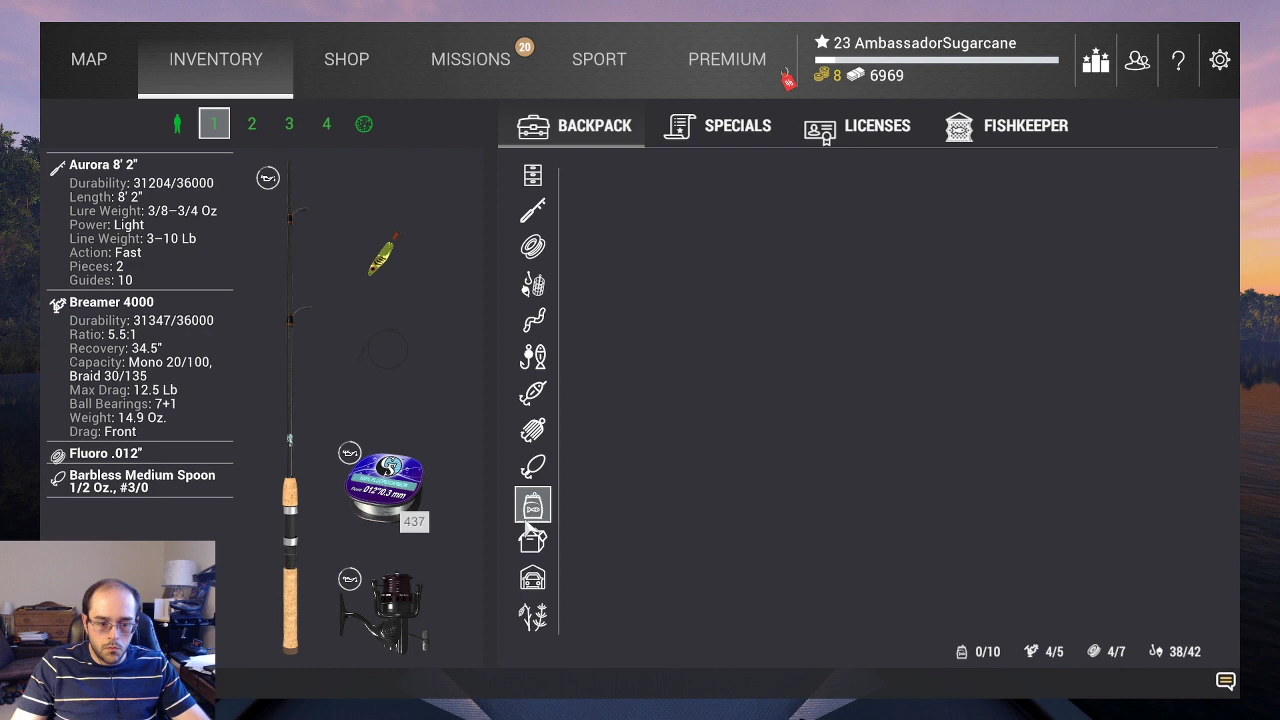 MAP
INVENTORY
SHOP
MISSIONS
20
SPORT
PREMIUM
23 AmbassadorSugarcane
8 6969
1 2 3 4
BACKPACK
SPECIALS
LICENSES
FISHKEEPER
Aurora 8' 2"
Durability: 31204/36000
Length: 8' 2"
Lure Weight: 3/8–3/4 Oz
Power: Light
Line Weight: 3–10 Lb
Action: Fast
Pieces: 2
Guides: 10
Breamer 4000
Durability: 31347/36000
Ratio: 5.5:1
Recovery: 34.5"
Capacity: Mono 20/100,
Braid 30/135
Max Drag: 12.5 Lb
Ball Bearings: 7+1
Weight: 14.9 Oz.
Drag: Front
Fluoro .012"
Barbless Medium Spoon
1/2 Oz., #3/0
437
0/10
4/5
4/7
38/42